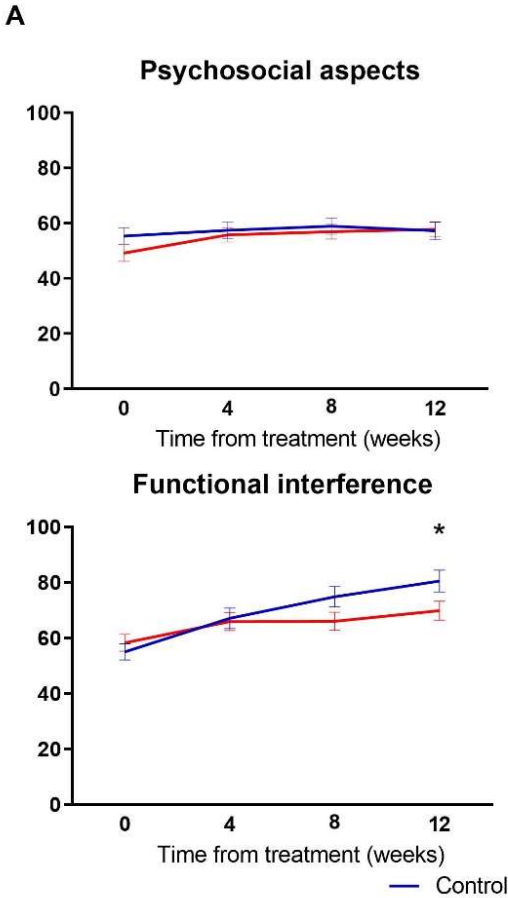 A
Psychosocial aspects
100
80
60
40
20
0
0 4 8 12
Time from treatment (weeks)
Functional interference
100
*
80
60
40
20
0
0 4 8 12
Time from treatment (weeks)
Control